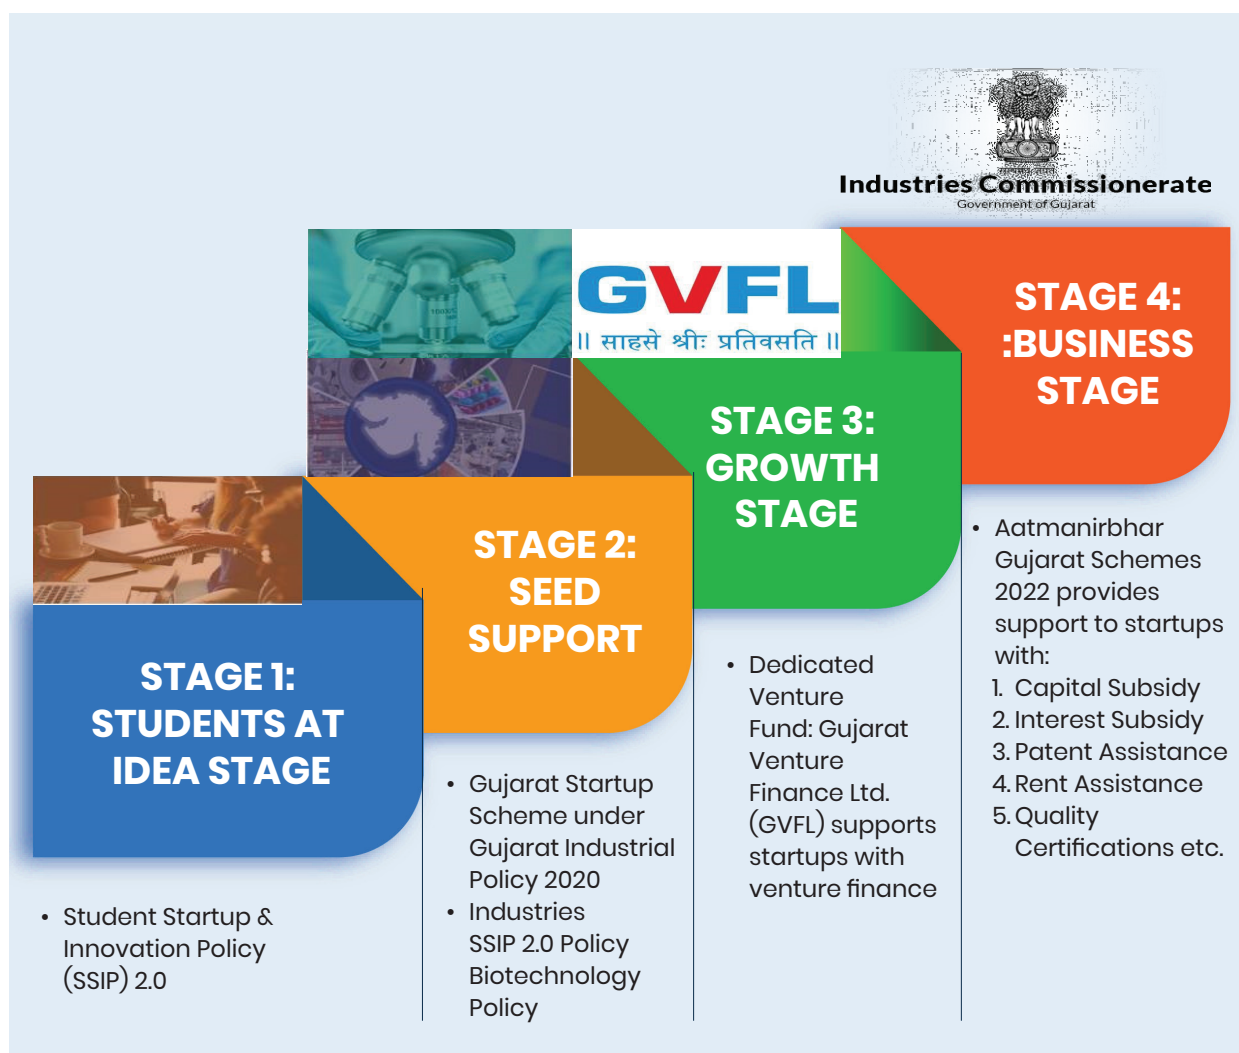 Industries Commissionerate
Government of Gujarat
GVFL
॥ साहसे श्रीः प्रतिवसति ॥
STAGE 1:
STUDENTS AT
IDEA STAGE
• Student Startup &
Innovation Policy
(SSIP) 2.0
STAGE 2:
SEED
SUPPORT
• Gujarat Startup
Scheme under
Gujarat Industrial
Policy 2020
• Industries
SSIP 2.0 Policy
Biotechnology
Policy
STAGE 3:
GROWTH
STAGE
• Dedicated
Venture
Fund: Gujarat
Venture
Finance Ltd.
(GVFL) supports
startups with
venture finance
STAGE 4:
:BUSINESS
STAGE
• Aatmanirbhar
Gujarat Schemes
2022 provides
support to startups
with:
1. Capital Subsidy
2. Interest Subsidy
3. Patent Assistance
4. Rent Assistance
5. Quality
Certifications etc.